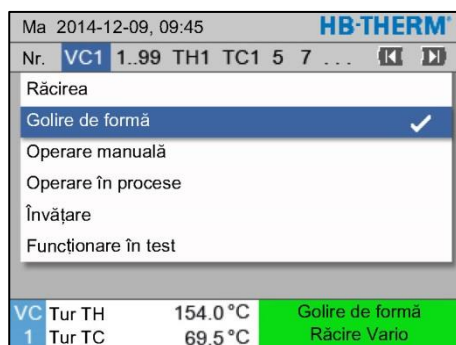 Ma 2014-12-09, 09:45 HB-THERM®
Nr. VC1 1..99 TH1 TC1 5 7 ...
Răcirea
Golire de formă
Operare manuală
Operare în procese
Învățare
Funcționare în test
VC Tur TH 154.0 °C Golire de formă
1 Tur TC 69.5 °C Răcire Vario